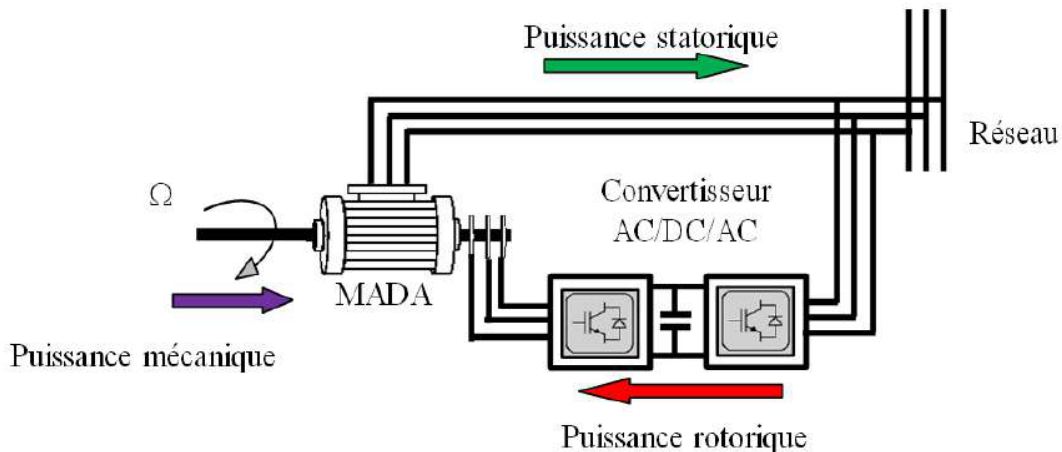 Puissance statorique
Réseau
Ω
Convertisseur
AC/DC/AC
MADA
Puissance mécanique
Puissance rotorique